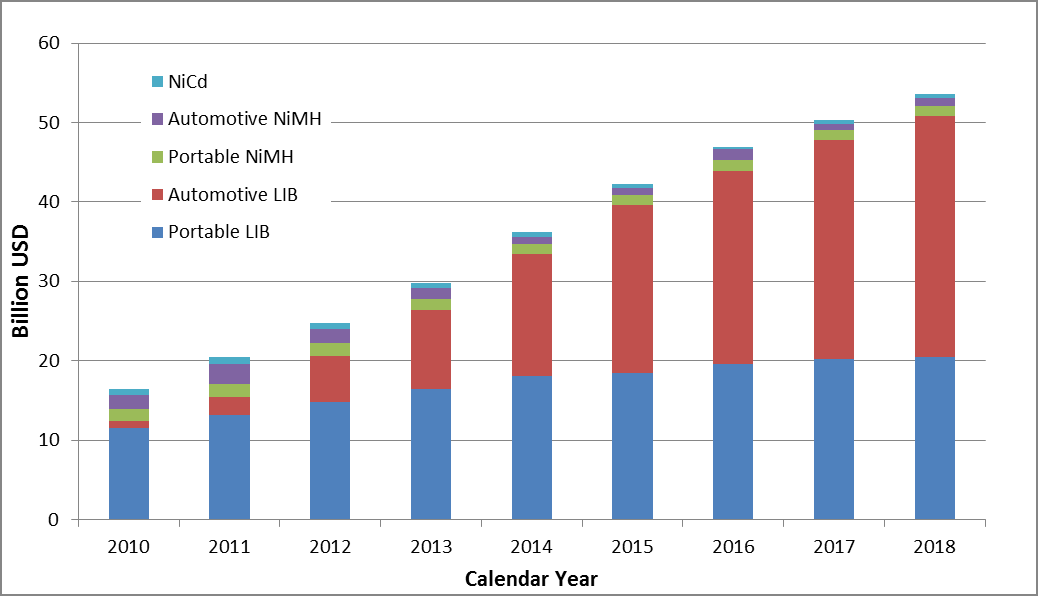 60
50
40
30
20
10
0
Billion USD
NiCd
Automotive NiMH
Portable NiMH
Automotive LIB
Portable LIB
2010 2011 2012 2013 2014 2015 2016 2017 2018
Calendar Year